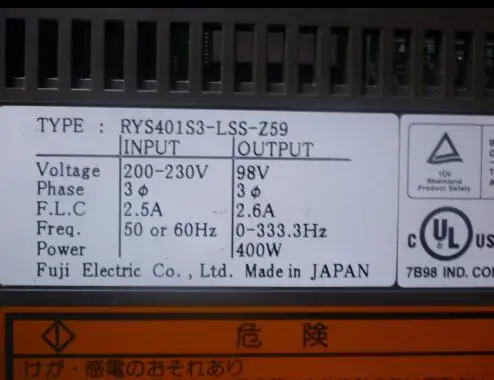 TYPE : RYS401S3-LSS-Z59
INPUT OUTPUT
Voltage 200-230V 98V
Phase 3φ 3φ
F.L.C 2.5A 2.6A
Freq. 50 or 60Hz 0-333.3Hz
Power 400W
Fuji Electric Co., Ltd. Made in JAPAN
TÜV
Rheinland
Product Safety
C UL US
7B98 IND. CO
危険
けが・感電のおそれあり